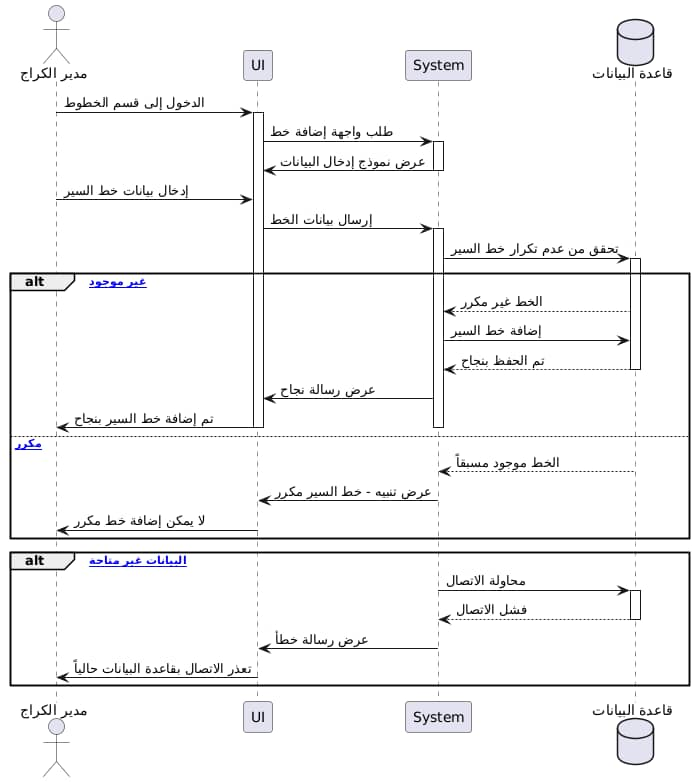 مدير الكراج
UI
System
قاعدة البيانات
الدخول إلى قسم الخطوط
طلب واجهة إضافة خط
عرض نموذج إدخال البيانات
إدخال بيانات خط السير
إرسال بيانات الخط
تحقق من عدم تكرار خط السير
alt
غير موجود
الخط غير مكرر
إضافة خط السير
تم الحفظ بنجاح
عرض رسالة نجاح
تم إضافة خط السير بنجاح
مكرر
الخط موجود مسبقاً
عرض تنبيه - خط السير مكرر
لا يمكن إضافة خط مكرر
alt
البيانات غير متاحة
محاولة الاتصال
فشل الاتصال
عرض رسالة خطأ
تعذر الاتصال بقاعدة البيانات حالياً
مدير الكراج
UI
System
قاعدة البيانات